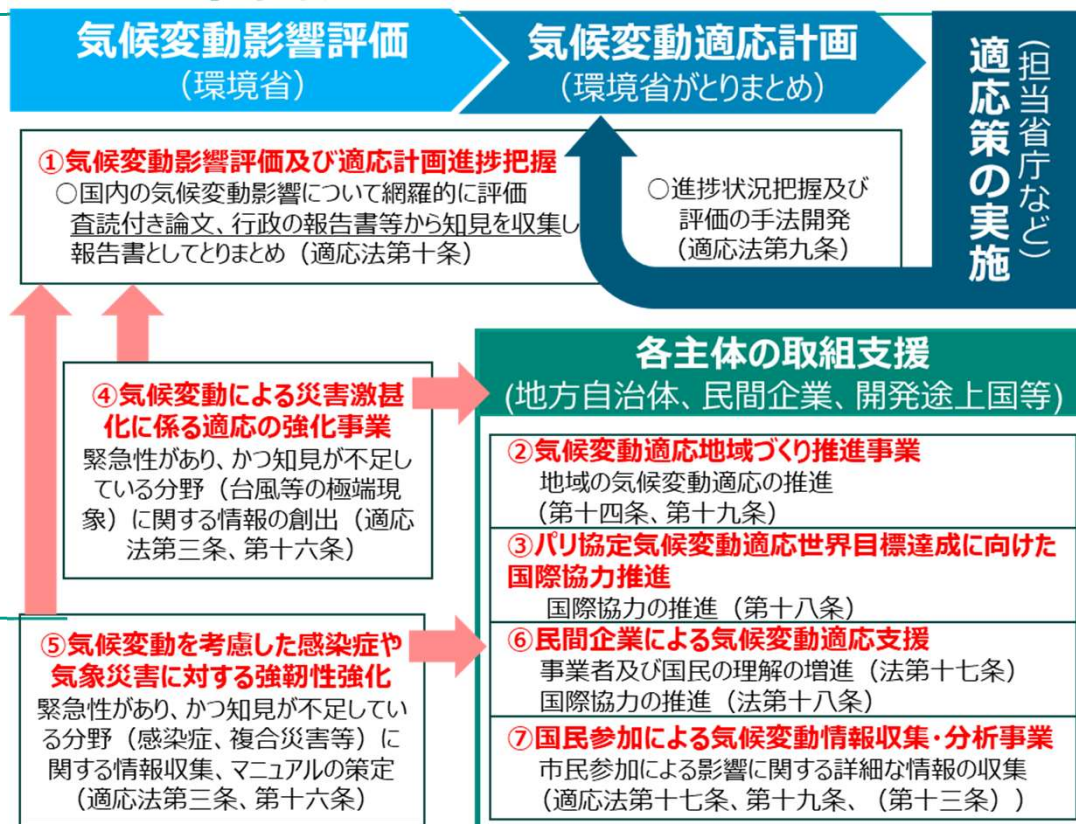 気候変動影響評価
（環境省）
気候変動適応計画
（環境省がとりまとめ）
適応策の実施
（担当省庁など）
①気候変動影響評価及び適応計画進捗把握
○国内の気候変動影響について網羅的に評価
査読付き論文、行政の報告書等から知見を収集し
報告書としてとりまとめ（適応法第十条）
○進捗状況把握及び
評価の手法開発
（適応法第九条）
④気候変動による災害激甚
化に係る適応の強化事業
緊急性があり、かつ知見が不足し
ている分野（台風等の極端現
象）に関する情報の創出（適応
法第三条、第十六条）
⑤気候変動を考慮した感染症や
気象災害に対する強靭性強化
緊急性があり、かつ知見が不足してい
る分野（感染症、複合災害等）に
関する情報収集、マニュアルの策定
（適応法第三条、第十六条）
各主体の取組支援
(地方自治体、民間企業、開発途上国等)
②気候変動適応地域づくり推進事業
地域の気候変動適応の推進
（第十四条、第十九条）
③パリ協定気候変動適応世界目標達成に向けた
国際協力推進
国際協力の推進（第十八条）
⑥民間企業による気候変動適応支援
事業者及び国民の理解の増進（法第十七条）
国際協力の推進（法第十八条）
⑦国民参加による気候変動情報収集・分析事業
市民参加による影響に関する詳細な情報の収集
（適応法第十七条、第十九条、（第十三条））